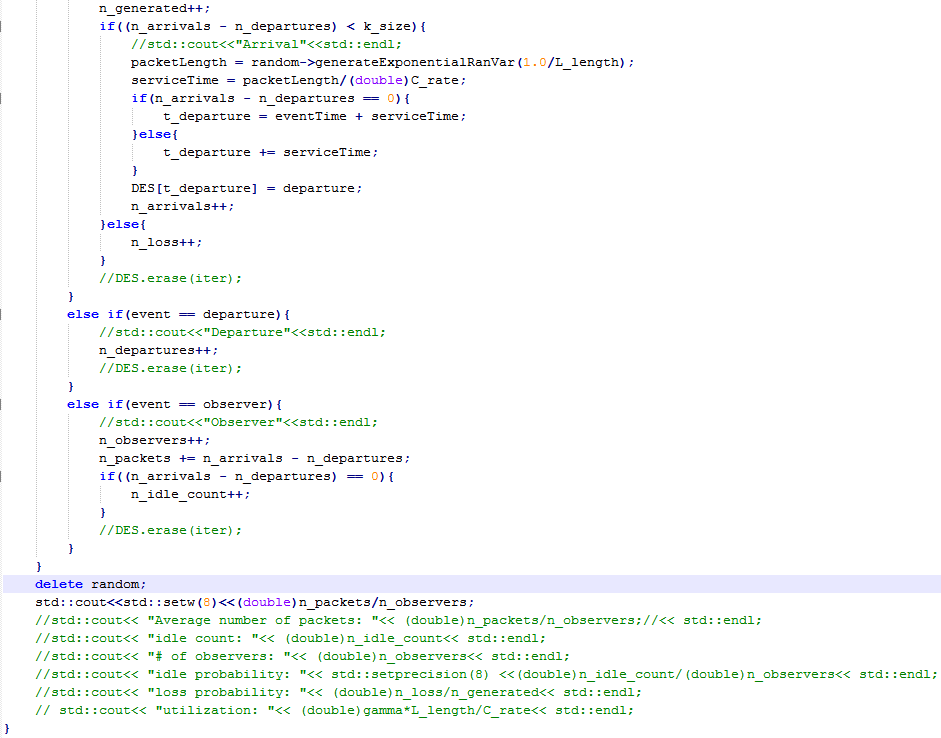 n_generated++;
if((n_arrivals - n_departures) < k_size){
//std::cout<<"Arrival"<<std::endl;
packetLength = random->generateExponentialRanVar(1.0/L_length);
serviceTime = packetLength/(double)C_rate;
if(n_arrivals - n_departures == 0){
t_departure = eventTime + serviceTime;
}else{
t_departure += serviceTime;
}
DES[t_departure] = departure;
n_arrivals++;
}else{
n_loss++;
}
//DES.erase(iter);
}
else if(event == departure){
//std::cout<<"Departure"<<std::endl;
n_departures++;
//DES.erase(iter);
}
else if(event == observer){
//std::cout<<"Observer"<<std::endl;
n_observers++;
n_packets += n_arrivals - n_departures;
if((n_arrivals - n_departures) == 0){
n_idle_count++;
}
//DES.erase(iter);
}
}
delete random;
std::cout<<std::setw(8)<<(double)n_packets/n_observers;
//std::cout<< "Average number of packets: "<< (double)n_packets/n_observers;//<< std::endl;
//std::cout<< "idle count: "<< (double)n_idle_count<< std::endl;
//std::cout<< "# of observers: "<< (double)n_observers<< std::endl;
//std::cout<< "idle probability: "<< std::setprecision(8) <<(double)n_idle_count/(double)n_observers<< std::endl;
//std::cout<< "loss probability: "<< (double)n_loss/n_generated<< std::endl;
// std::cout<< "utilization: "<< (double)gamma*L_length/C_rate<< std::endl;
}